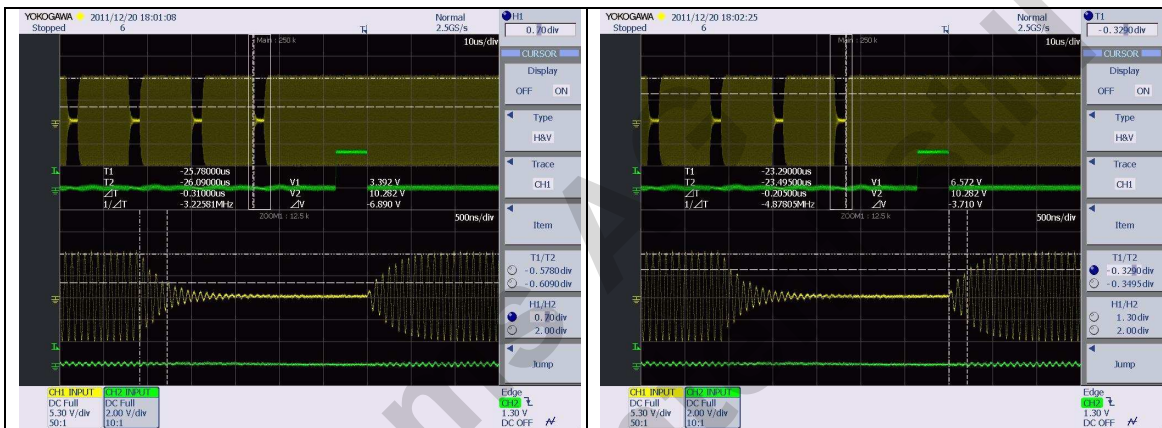 YOKOGAWA 2011/12/20 18:01:08 Normal
Stopped 6 2.5GS/s
H1
0.70div
Main : 250 k
10us/div
CURSOR
Display
OFF ON
Type
H&V
Trace
CH1
T1 -25.78000us V1 3.392 V
T2 -26.09000us V2 10.282 V
⊿T -0.31000us ⊿V -6.890 V
1/⊿T -3.22581MHz
ZOOM1 : 12.5 k
500ns/div
Item
T1/T2
-0.5780div
-0.6090div
H1/H2
0.70div
2.00div
Jump
CH1 INPUT CH2 INPUT
DC Full DC Full
5.30 V/div 2.00 V/div
50:1 10:1
Edge
CH2
1.30 V
DC OFF
YOKOGAWA 2011/12/20 18:02:25 Normal
Stopped 6 2.5GS/s
T1
-0.3290div
Main : 250 k
10us/div
CURSOR
Display
OFF ON
Type
H&V
Trace
CH1
T1 -23.29000us V1 6.572 V
T2 -23.49500us V2 10.282 V
⊿T -0.20500us ⊿V -3.710 V
1/⊿T -4.87805MHz
ZOOM1 : 12.5 k
500ns/div
Item
T1/T2
-0.3290div
-0.3495div
H1/H2
1.30div
2.00div
Jump
CH1 INPUT CH2 INPUT
DC Full DC Full
5.30 V/div 2.00 V/div
50:1 10:1
Edge
CH2
1.30 V
DC OFF